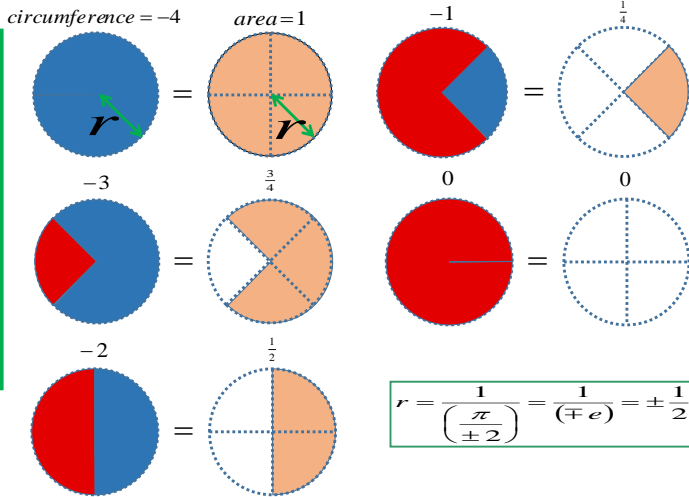 circumference = −4 area = 1
= r r
−3 3/4
=
−2 1/2
=
−1 1/4
=
0 0
=
r = 1/(π/±2) = 1/(∓e) = ±1/2